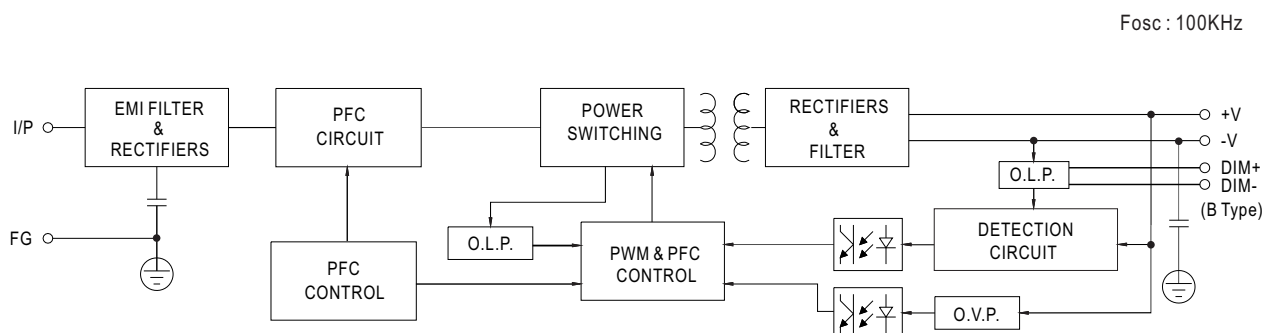 Fosc : 100KHz
I/P
EMI FILTER
&
RECTIFIERS
PFC
CIRCUIT
POWER
SWITCHING
RECTIFIERS
&
FILTER
+V
-V
DIM+
DIM-
(B Type)
O.L.P.
FG
O.L.P.
PFC
CONTROL
PWM & PFC
CONTROL
DETECTION
CIRCUIT
O.V.P.